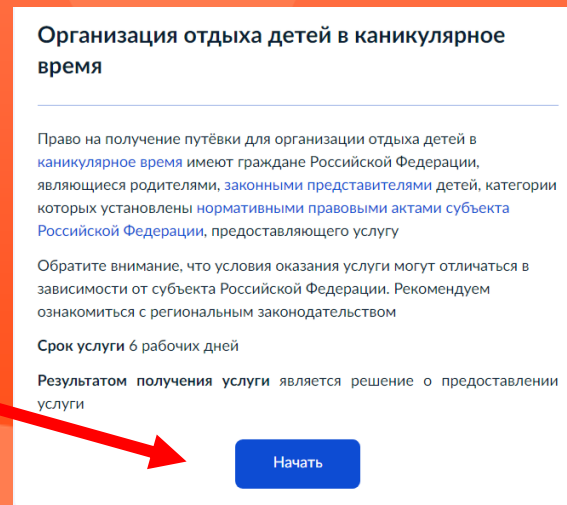 Организация отдыха детей в каникулярное
время
Право на получение путёвки для организации отдыха детей в
каникулярное время имеют граждане Российской Федерации,
являющиеся родителями, законными представителями детей, категории
которых установлены нормативными правовыми актами субъекта
Российской Федерации, предоставляющего услугу
Обратите внимание, что условия оказания услуги могут отличаться в
зависимости от субъекта Российской Федерации. Рекомендуем
ознакомиться с региональным законодательством
Срок услуги 6 рабочих дней
Результатом получения услуги является решение о предоставлении
услуги
Начать